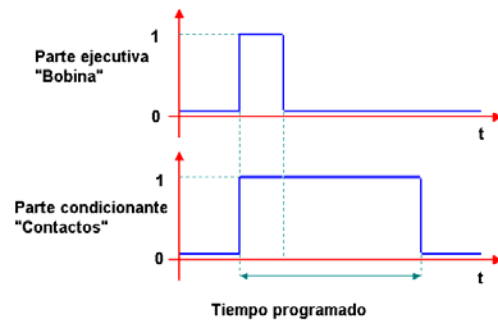 1
Parte ejecutiva
"Bobina"
0
t
1
Parte condicionante
"Contactos"
0
t
Tiempo programado